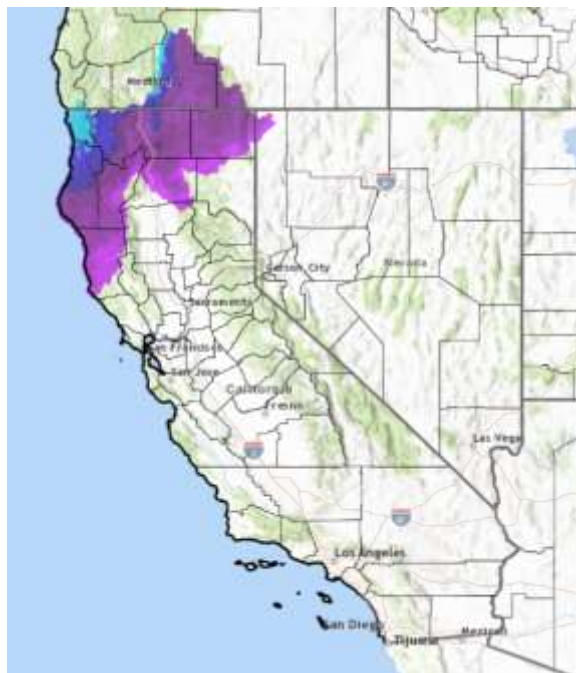 Medford
Carson City
Nevada
Sacramento
San Francisco
San Jose
California
Fresno
Las Vegas
Los Angeles
San Diego
Mexicali
Tijuana